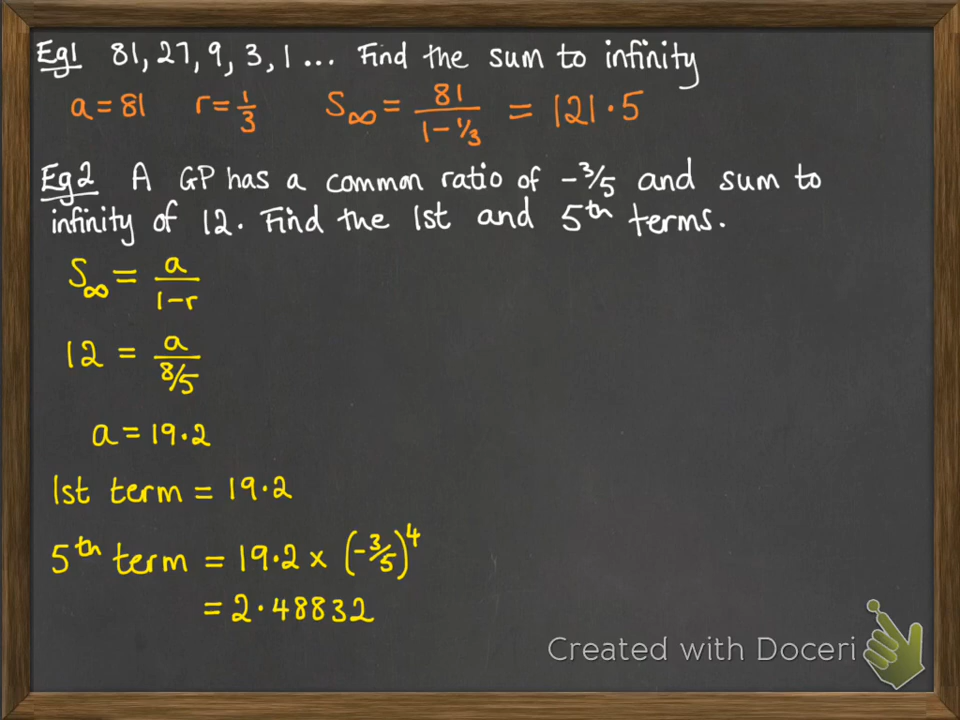 Eg1 81, 27, 9, 3, 1 ... Find the sum to infinity
a = 81 r = 1/3 S∞ = 81/(1 - 1/3) = 121·5
Eg2 A GP has a common ratio of -3/5 and sum to
infinity of 12. Find the 1st and 5th terms.
S∞ = a/(1-r)
12 = a/(8/5)
a = 19·2
1st term = 19·2
5th term = 19·2 × (-3/5)^4
= 2·48832
Created with Doceri